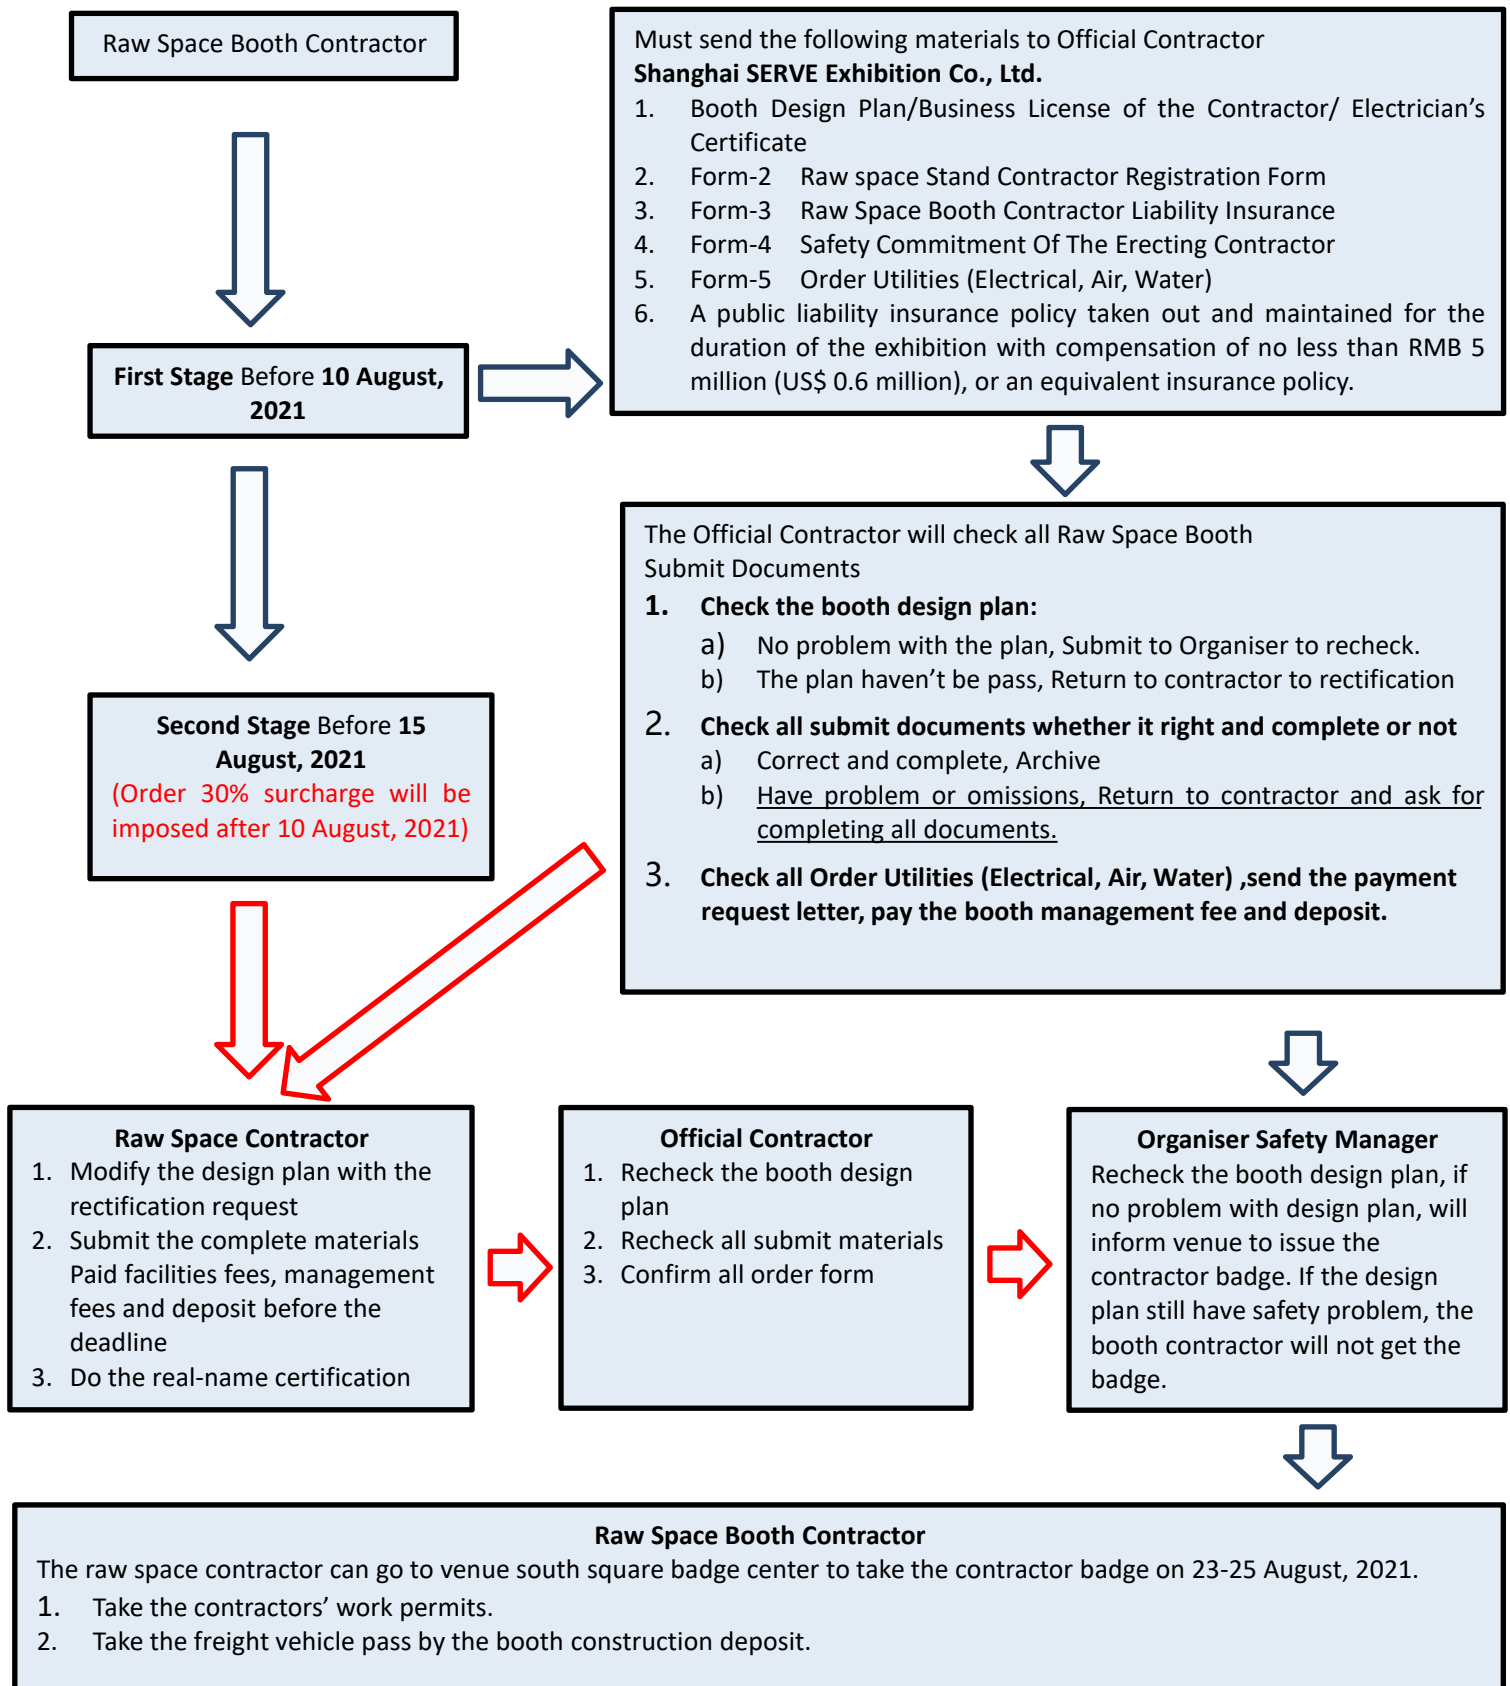 Raw Space Booth Contractor
Must send the following materials to Official Contractor
Shanghai SERVE Exhibition Co., Ltd.
1. Booth Design Plan/Business License of the Contractor/ Electrician’s
Certificate
2. Form-2 Raw space Stand Contractor Registration Form
3. Form-3 Raw Space Booth Contractor Liability Insurance
4. Form-4 Safety Commitment Of The Erecting Contractor
5. Form-5 Order Utilities (Electrical, Air, Water)
6. A public liability insurance policy taken out and maintained for the
duration of the exhibition with compensation of no less than RMB 5
million (US$ 0.6 million), or an equivalent insurance policy.
First Stage Before 10 August,
2021
The Official Contractor will check all Raw Space Booth
Submit Documents
1. Check the booth design plan:
a) No problem with the plan, Submit to Organiser to recheck.
b) The plan haven’t be pass, Return to contractor to rectification
2. Check all submit documents whether it right and complete or not
a) Correct and complete, Archive
b) Have problem or omissions, Return to contractor and ask for
completing all documents.
3. Check all Order Utilities (Electrical, Air, Water) ,send the payment
request letter, pay the booth management fee and deposit.
Second Stage Before 15
August, 2021
(Order 30% surcharge will be
imposed after 10 August, 2021)
Raw Space Contractor
1. Modify the design plan with the
rectification request
2. Submit the complete materials
Paid facilities fees, management
fees and deposit before the
deadline
3. Do the real-name certification
Official Contractor
1. Recheck the booth design
plan
2. Recheck all submit materials
3. Confirm all order form
Organiser Safety Manager
Recheck the booth design plan, if
no problem with design plan, will
inform venue to issue the
contractor badge. If the design
plan still have safety problem, the
booth contractor will not get the
badge.
Raw Space Booth Contractor
The raw space contractor can go to venue south square badge center to take the contractor badge on 23-25 August, 2021.
1. Take the contractors’ work permits.
2. Take the freight vehicle pass by the booth construction deposit.